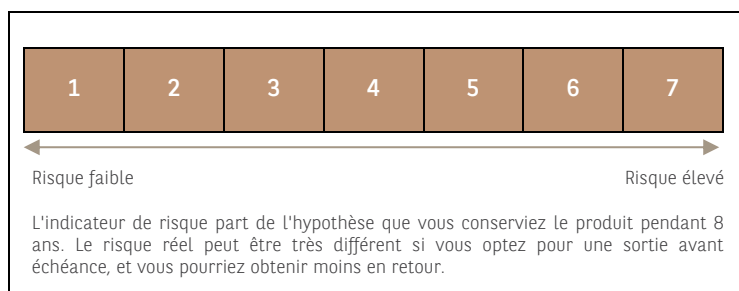 1 2 3 4 5 6 7
Risque faible Risque élevé
L'indicateur de risque part de l'hypothèse que vous conserviez le produit pendant 8
ans. Le risque réel peut être très différent si vous optez pour une sortie avant
échéance, et vous pourriez obtenir moins en retour.